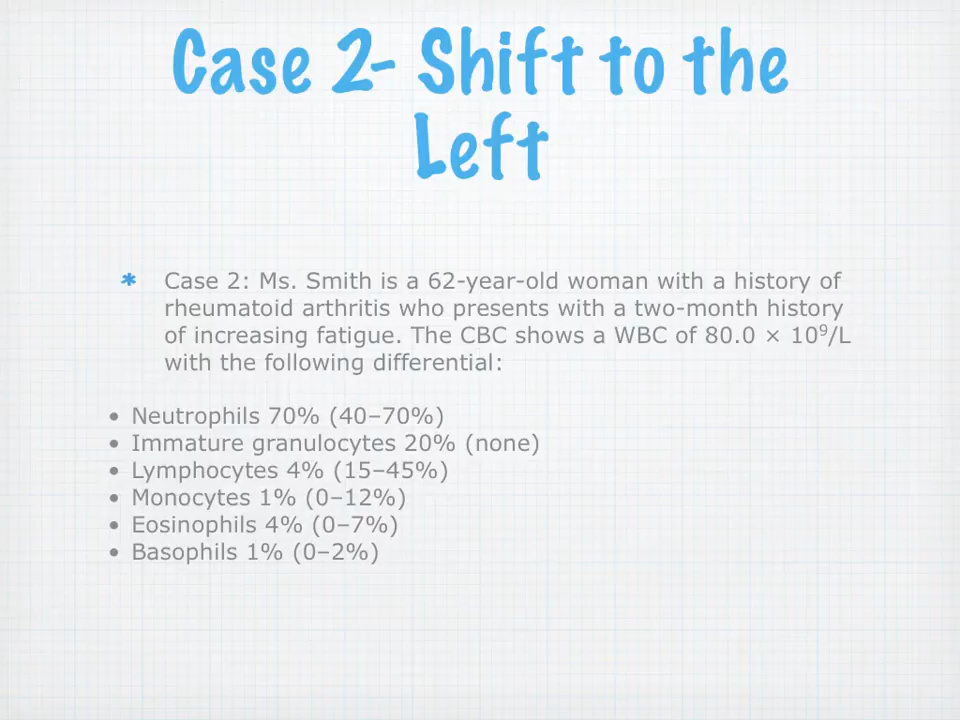 Case 2- Shift to the
Left
* Case 2: Ms. Smith is a 62-year-old woman with a history of
rheumatoid arthritis who presents with a two-month history
of increasing fatigue. The CBC shows a WBC of 80.0 × 10⁹/L
with the following differential:
• Neutrophils 70% (40–70%)
• Immature granulocytes 20% (none)
• Lymphocytes 4% (15–45%)
• Monocytes 1% (0–12%)
• Eosinophils 4% (0–7%)
• Basophils 1% (0–2%)